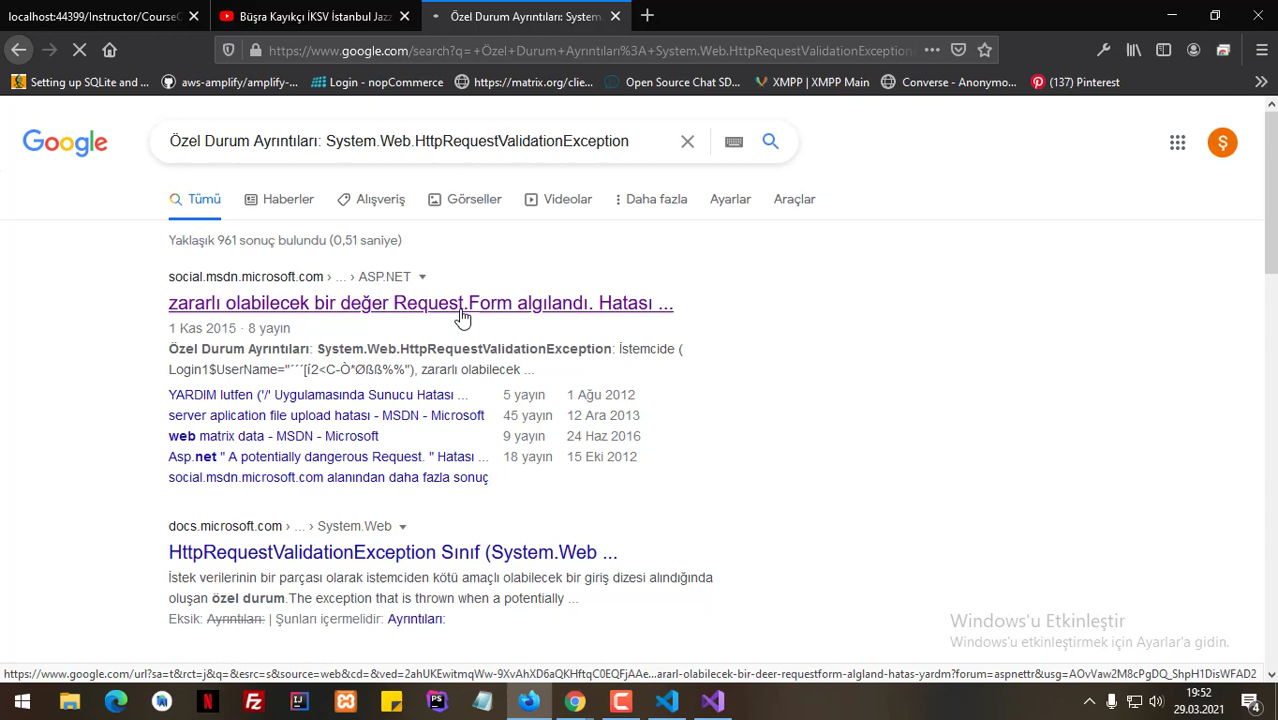 localhost:44399/Instructor/CourseC
Büşra Kayıkçı İKSV İstanbul Jazz
Özel Durum Ayrıntıları: System.
https://www.google.com/search?q=+Özel+Durum+Ayrıntıları%3A+System.Web.HttpRequestValidationException
Setting up SQLite and ...
aws-amplify/amplify-...
Login - nopCommerce
https://matrix.org/clie...
Open Source Chat SD...
XMPP | XMPP Main
Converse - Anonymo...
(137) Pinterest
Google
Özel Durum Ayrıntıları: System.Web.HttpRequestValidationException
Ş
Tümü
Haberler
Alışveriş
Görseller
Videolar
Daha fazla
Ayarlar
Araçlar
Yaklaşık 961 sonuç bulundu (0,51 saniye)
social.msdn.microsoft.com › ... › ASP.NET
zararlı olabilecek bir değer Request.Form algılandı. Hatası ...
1 Kas 2015 · 8 yayın
Özel Durum Ayrıntıları: System.Web.HttpRequestValidationException: İstemcide (
Login1$UserName="´´´[í2<C-Ò*Øßß%%"), zararlı olabilecek ...
YARDIM lutfen ('/' Uygulamasında Sunucu Hatası ... 5 yayın 1 Ağu 2012
server aplication file upload hatası - MSDN - Microsoft 45 yayın 12 Ara 2013
web matrix data - MSDN - Microsoft 9 yayın 24 Haz 2016
Asp.net " A potentially dangerous Request. " Hatası ... 18 yayın 15 Eki 2012
social.msdn.microsoft.com alanından daha fazla sonuç
docs.microsoft.com › ... › System.Web
HttpRequestValidationException Sınıf (System.Web ...
İstek verilerinin bir parçası olarak istemciden kötü amaçlı olabilecek bir giriş dizesi alındığında
oluşan özel durum.The exception that is thrown when a potentially ...
Eksik: Ayrıntıları: | Şunları içermelidir: Ayrıntıları:
Windows'u Etkinleştir
Windows'u etkinleştirmek için Ayarlar'a gidin.
https://www.google.com/url?sa=t&rct=j&q=&esrc=s&source=web&cd=&ved=2ahUKEwitmqWw-9XvAhXD6aQKHftqC0EQFjAAe...ararl-olabilecek-bir-deer-requestform-algland-hatas-yardm?forum=aspnettr&usg=AOvVaw2M8cPgDQ_ShpH1DisWFAD2
19:52
29.03.2021
4